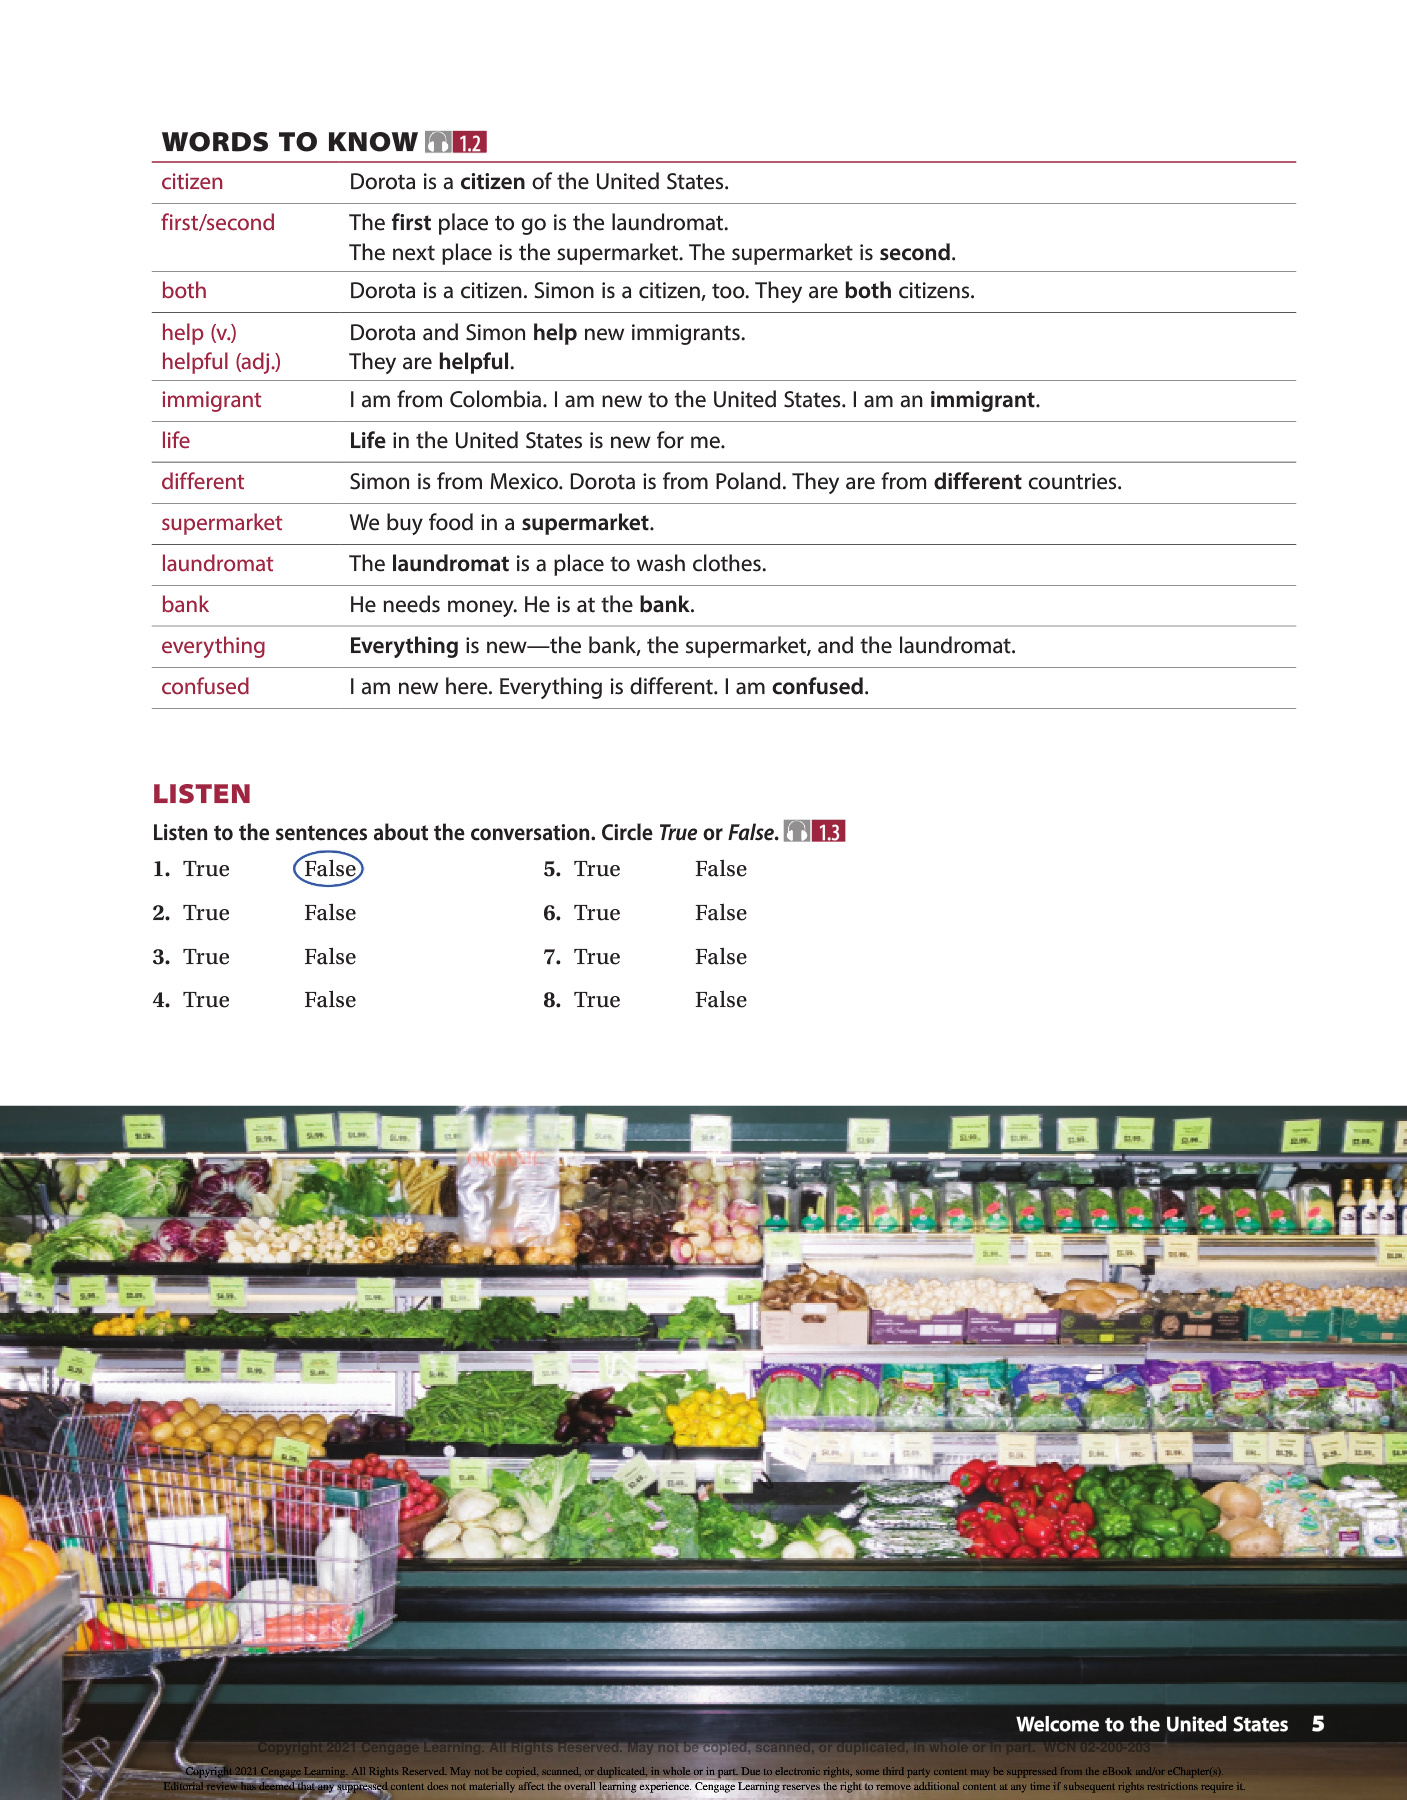 WORDS TO KNOW 1.2
citizen Dorota is a citizen of the United States.
first/second The first place to go is the laundromat.
The next place is the supermarket. The supermarket is second.
both Dorota is a citizen. Simon is a citizen, too. They are both citizens.
help (v.) Dorota and Simon help new immigrants.
helpful (adj.) They are helpful.
immigrant I am from Colombia. I am new to the United States. I am an immigrant.
life Life in the United States is new for me.
different Simon is from Mexico. Dorota is from Poland. They are from different countries.
supermarket We buy food in a supermarket.
laundromat The laundromat is a place to wash clothes.
bank He needs money. He is at the bank.
everything Everything is new—the bank, the supermarket, and the laundromat.
confused I am new here. Everything is different. I am confused.
LISTEN
Listen to the sentences about the conversation. Circle True or False. 1.3
1. True False 5. True False
2. True False 6. True False
3. True False 7. True False
4. True False 8. True False
ORGANIC
Welcome to the United States 5
Copyright 2021 Cengage Learning. All Rights Reserved. May not be copied, scanned, or duplicated, in whole or in part. WCN 02-200-203
Copyright 2021 Cengage Learning. All Rights Reserved. May not be copied, scanned, or duplicated, in whole or in part. Due to electronic rights, some third party content may be suppressed from the eBook and/or eChapter(s).
Editorial review has deemed that any suppressed content does not materially affect the overall learning experience. Cengage Learning reserves the right to remove additional content at any time if subsequent rights restrictions require it.